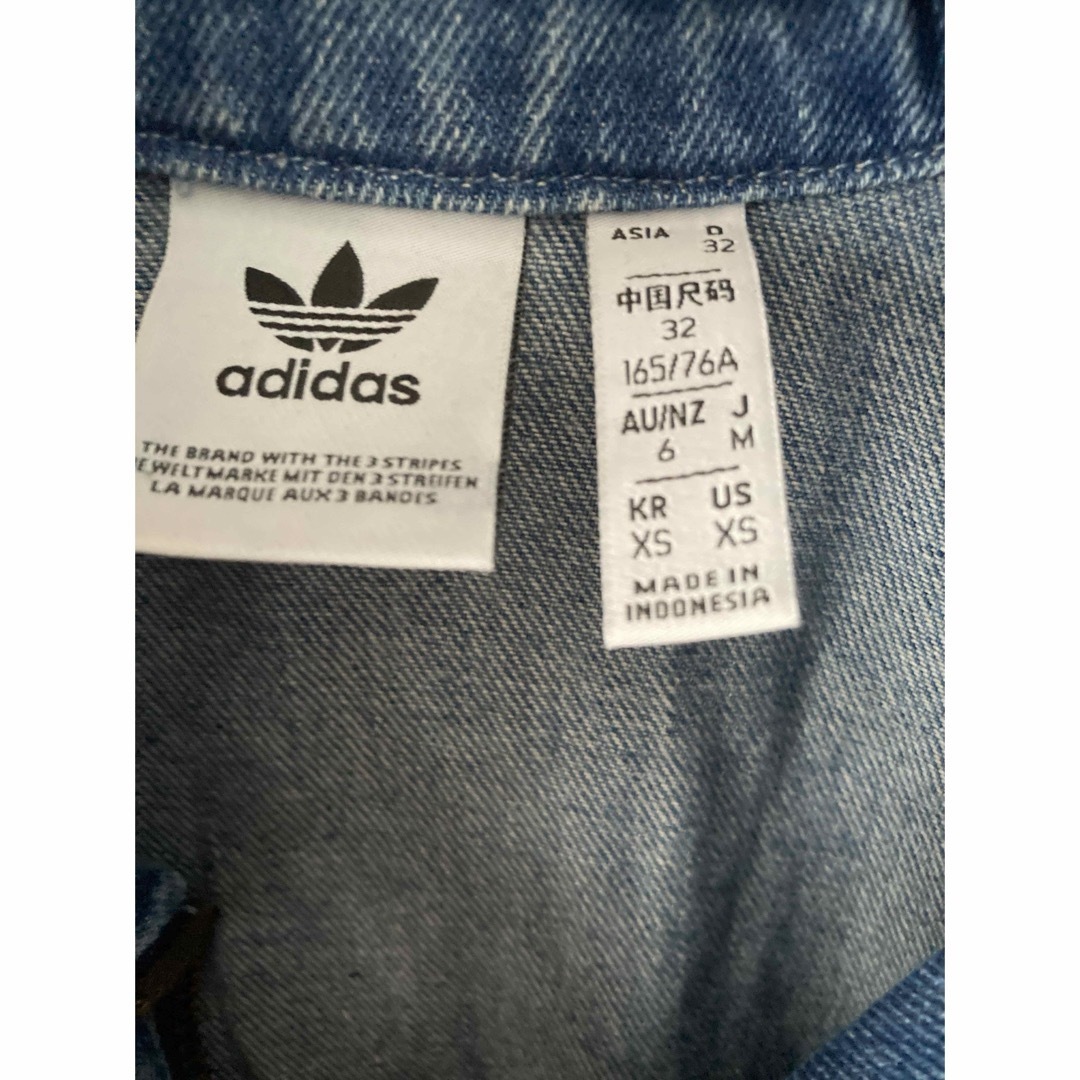 adidas
THE BRAND WITH THE 3 STRIPES
E WELTMARKE MIT DEN 3 STREIFEN
LA MARQUE AUX 3 BANDES
ASIA D
32
中国尺码
32
165/76A
AU/NZ J
6 M
KR US
XS XS
MADE IN
INDONESIA